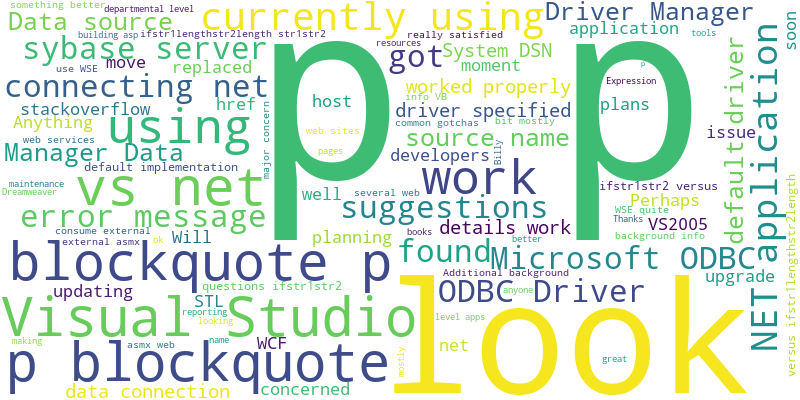 something better
departmental level
Data source
currently using
Driver Manager
soon
building asp
ifstr1lengthstr2length str1str2
really satisfied
application
resources
tools
sybase server
got
System DSN
use WSE
move
replaced
moment
p p
connecting net
worked properly
Expression
href
host
info VB
plans
stackoverflow
driver specified
default driver
NET application
Anything
using
web sites
common gotchas
bit mostly
major concern
source name
issue
web services
pages
Manager Data
developers
Billy
default implementation
work
maintenance
Dreamweaver
vs net
well
several web
ifstr1str2 versus
suggestions
Perhaps
error message
books
WSE quite
Thanks
VS2005
details work
consume external
Will
planning
better
background info
external asmx
ok
found
Microsoft ODBC
blockquote p
Additional background
upgrade
versus ifstr1lengthstr2length
look
questions ifstr1str2
updating
STL
ODBC Driver
anyone
Visual Studio
reporting
looking
level apps
making
name
WCF
net
asmx web
p blockquote
mostly
great
data connection
concerned